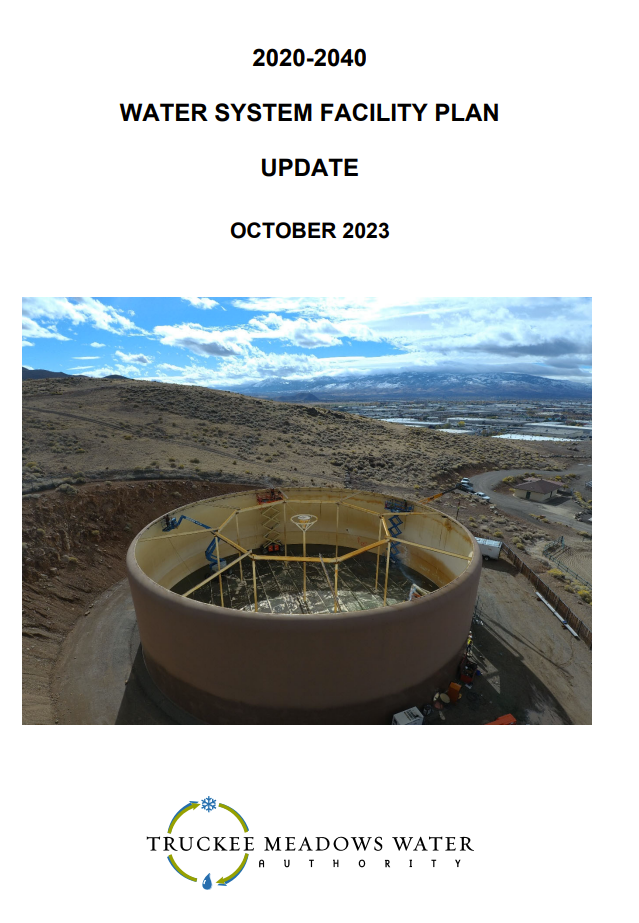 2020-2040
WATER SYSTEM FACILITY PLAN
UPDATE
OCTOBER 2023
TRUCKEE MEADOWS WATER
AUTHORITY